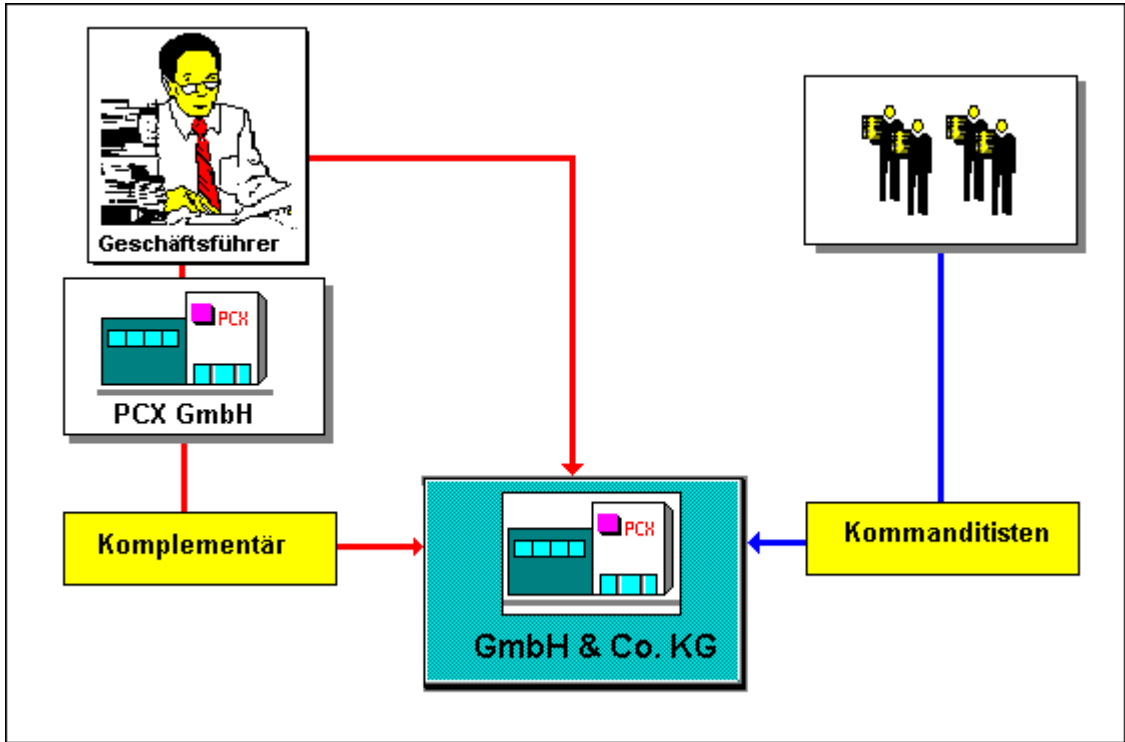 Geschäftsführer
PCX
PCX GmbH
Komplementär
Kommanditisten
PCX
GmbH & Co. KG